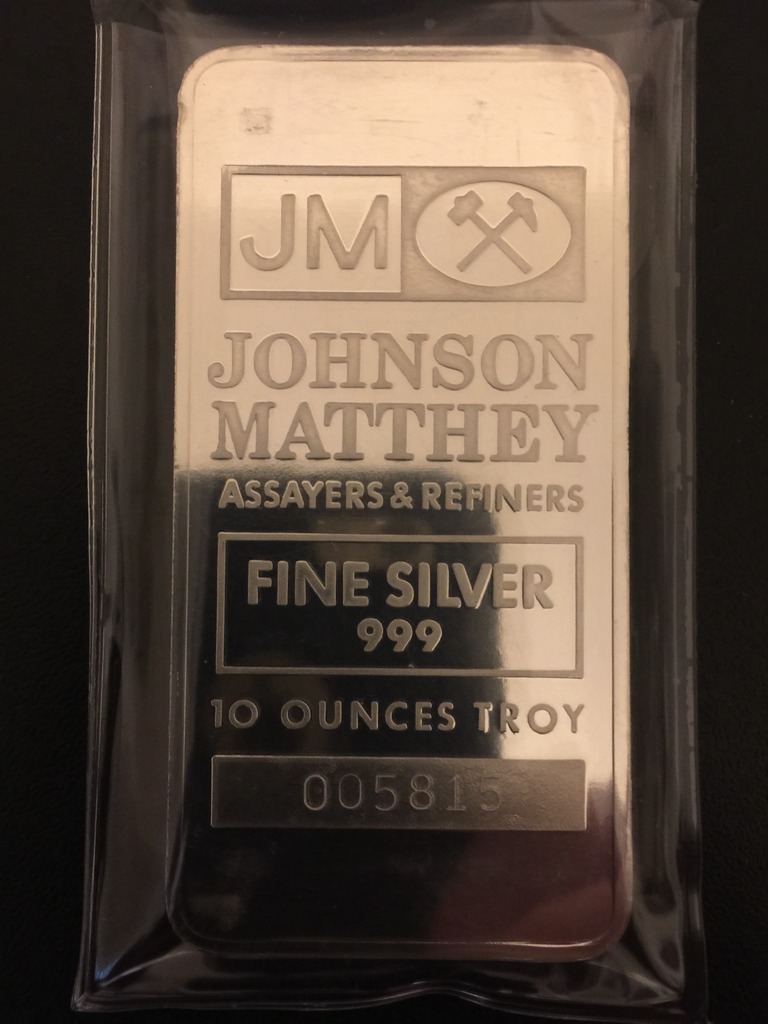 JM
JOHNSON
MATTHEY
ASSAYERS & REFINERS
FINE SILVER
999
10 OUNCES TROY
005815